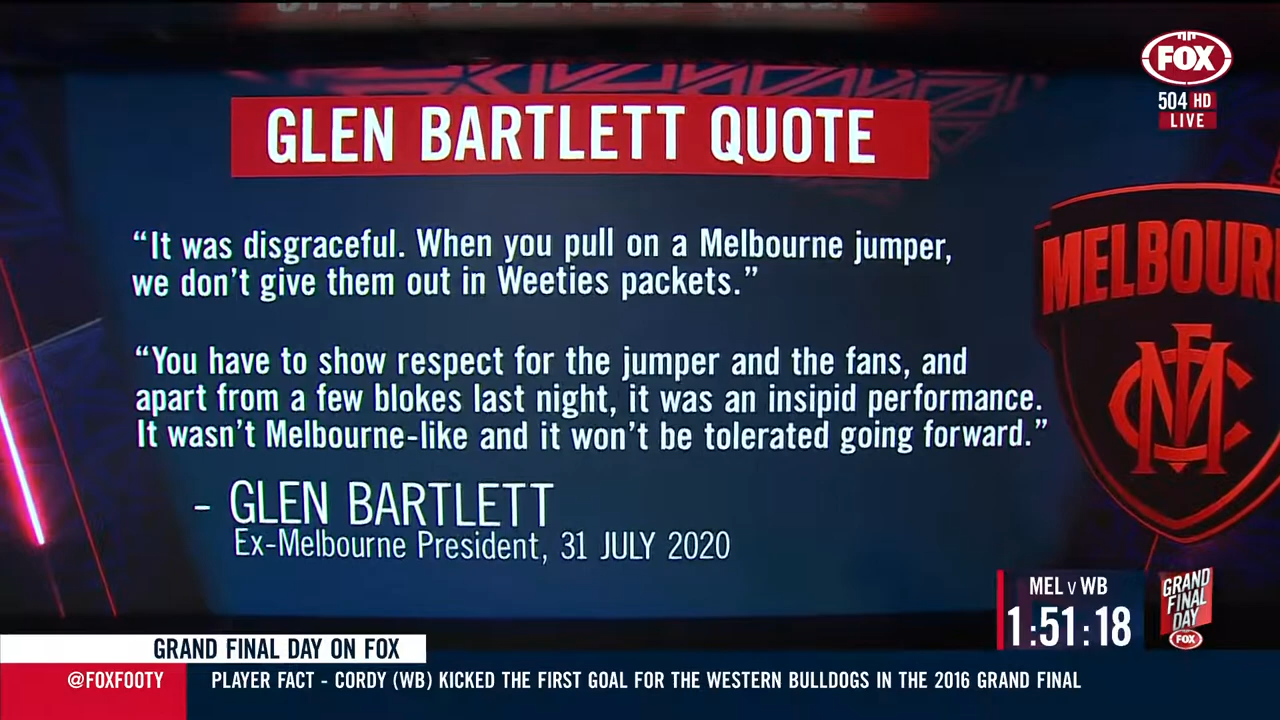 FOX
504 HD
LIVE
GLEN BARTLETT QUOTE
“It was disgraceful. When you pull on a Melbourne jumper,
we don’t give them out in Weeties packets.”
“You have to show respect for the jumper and the fans, and
apart from a few blokes last night, it was an insipid performance.
It wasn’t Melbourne-like and it won’t be tolerated going forward.”
- GLEN BARTLETT
Ex-Melbourne President, 31 JULY 2020
MELBOUR
MFC
MEL v WB
1:51:18
GRAND
FINAL
DAY
FOX
GRAND FINAL DAY ON FOX
@FOXFOOTY
PLAYER FACT - CORDY (WB) KICKED THE FIRST GOAL FOR THE WESTERN BULLDOGS IN THE 2016 GRAND FINAL